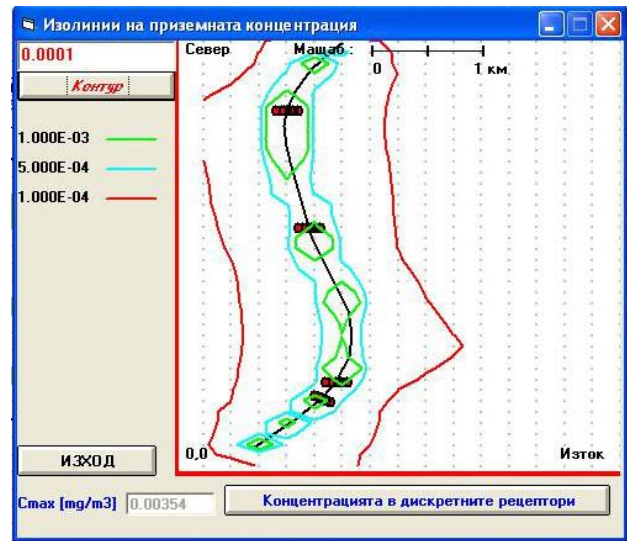 Изолинии на приземната концентрация
0.0001
Контур
1.000E-03
5.000E-04
1.000E-04
Север
Мащаб :
0
1 км
0,0
Изток
ИЗХОД
Cmax [mg/m3] 0.00354
Концентрацията в дискретните рецептори